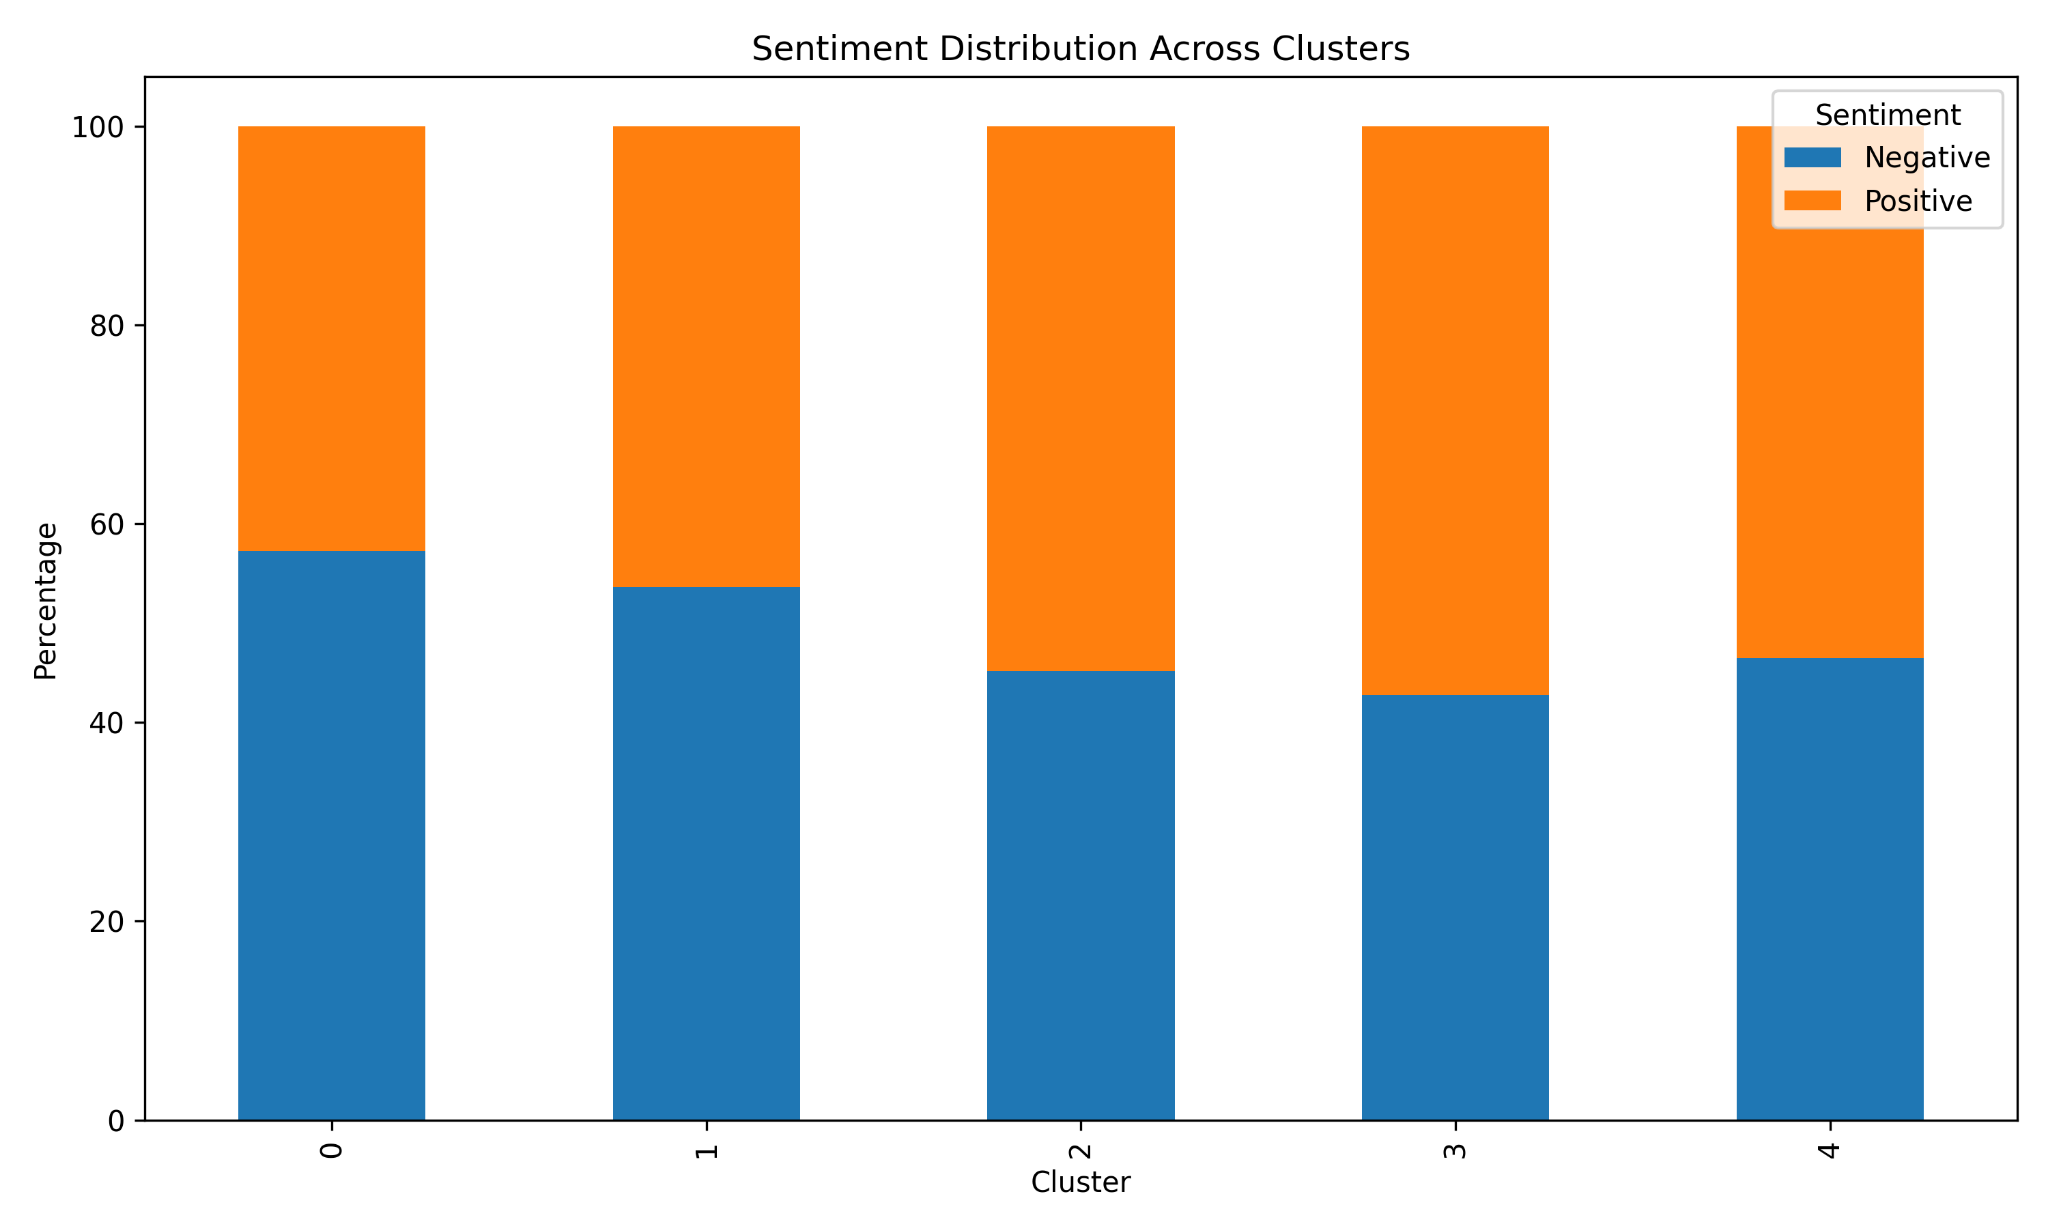 Sentiment Distribution Across Clusters
Sentiment
Negative
Positive
Percentage
100
80
60
40
20
0
0 1 2 3 4
Cluster